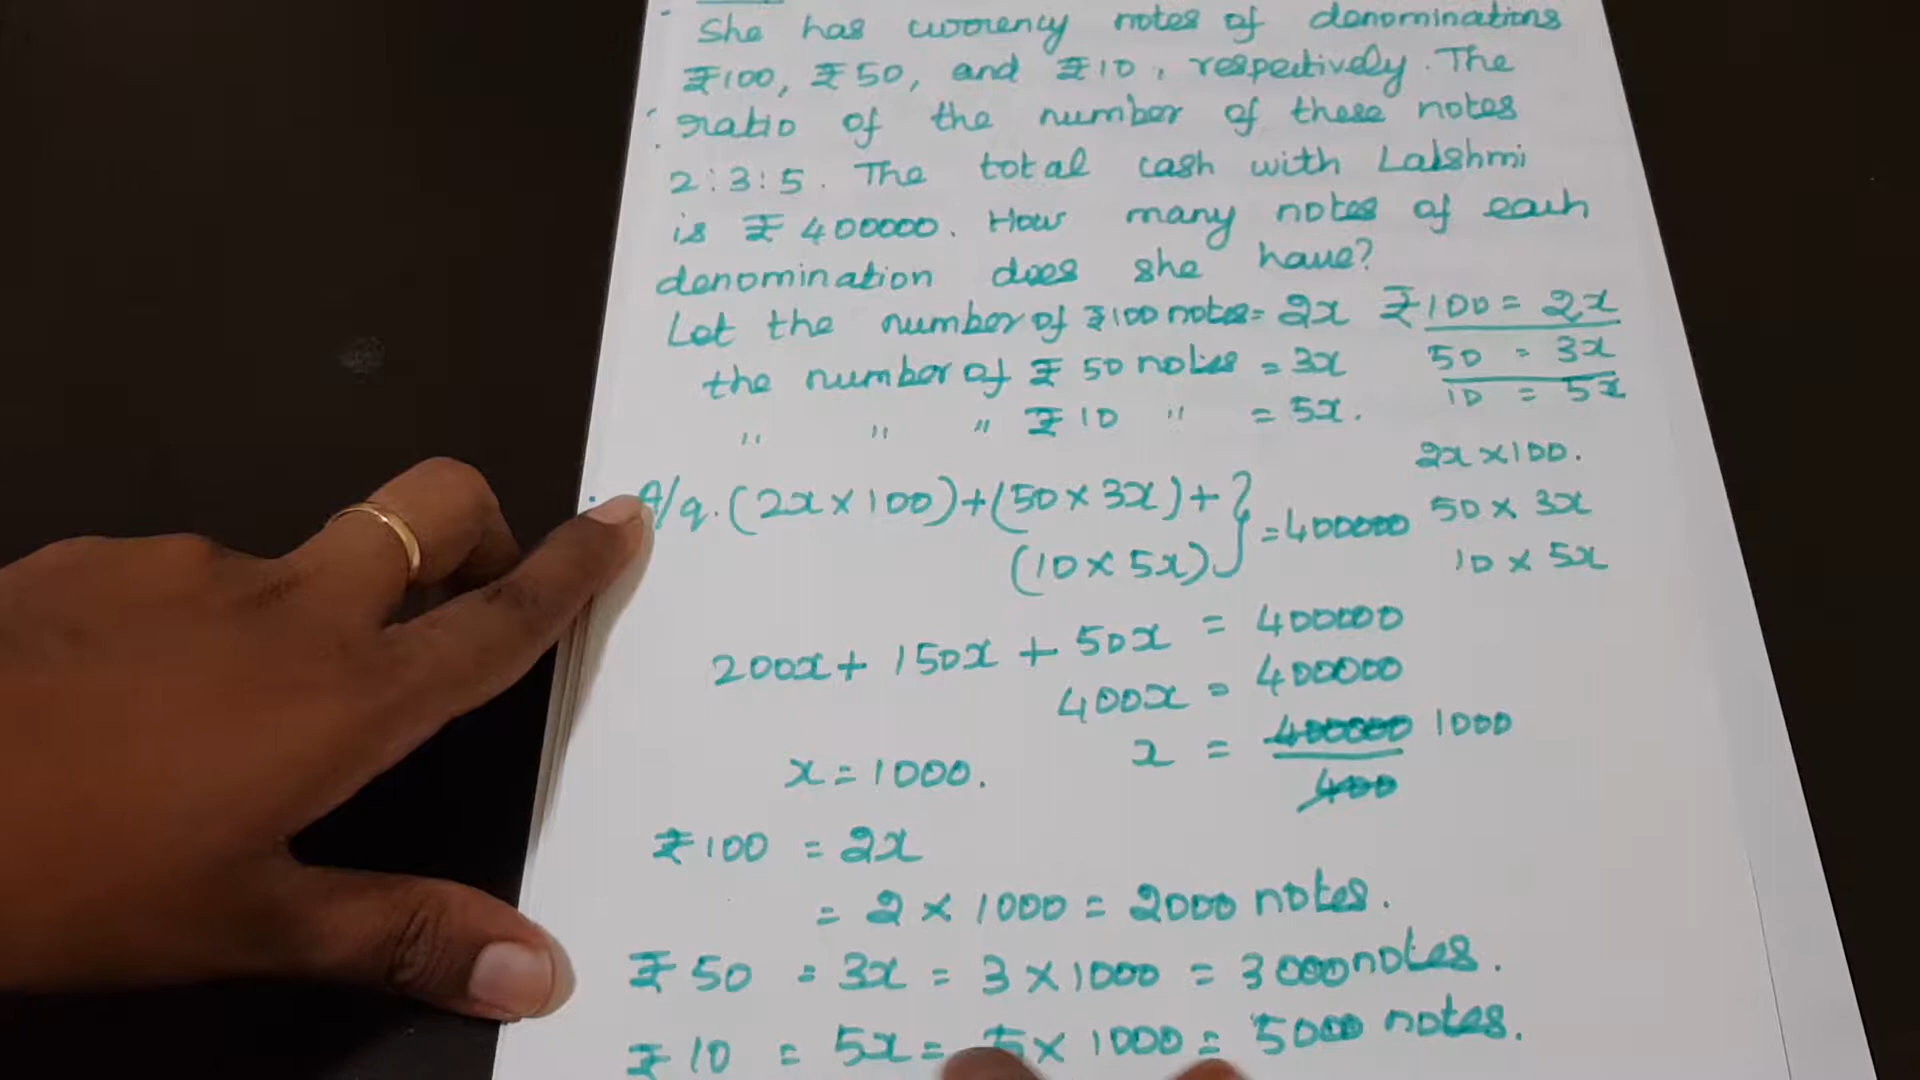 She has currency notes of denominations
₹100, ₹50, and ₹10, respectively. The
ratio of the number of these notes
2:3:5. The total cash with Lakshmi
is ₹ 400000. How many notes of each
denomination does she have?
Let the number of ₹100 notes = 2x ₹100 = 2x
the number of ₹ 50 notes = 3x 50 = 3x
" " " ₹ 10 " = 5x. 10 = 5x
2x × 100.
A/q. (2x × 100) + (50 × 3x) + } = 400000 50 × 3x
(10 × 5x) 10 × 5x
200x + 150x + 50x = 400000
400x = 400000
x = 400000 1000
400
x = 1000.
₹100 = 2x
= 2 × 1000 = 2000 notes.
₹ 50 = 3x = 3 × 1000 = 3000 notes.
₹ 10 = 5x = 5 × 1000 = 5000 notes.